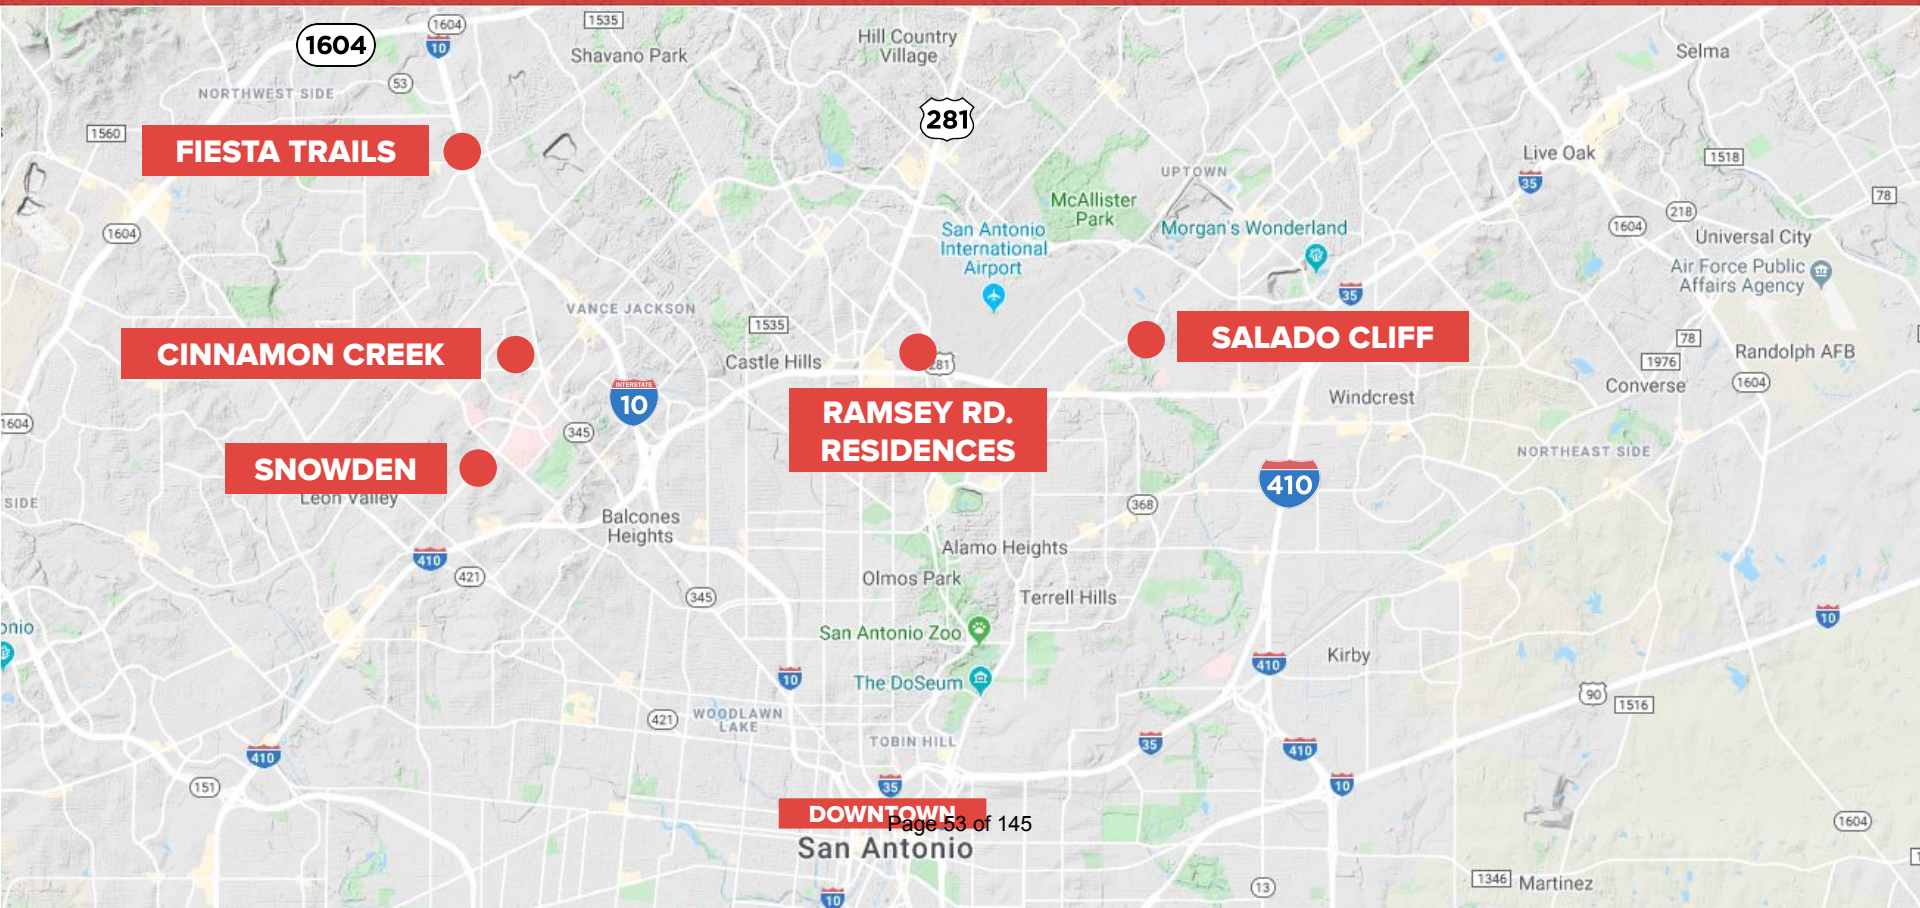 1604
1535
1604
10
Shavano Park
Hill Country
Village
Selma
53
NORTHWEST SIDE
281
1560
FIESTA TRAILS
Live Oak
1518
UPTOWN
35
78
McAllister
Park
218
1604
1604
San Antonio
International
Airport
Morgan's Wonderland
Universal City
Air Force Public
Affairs Agency
35
VANCE JACKSON
1535
SALADO CLIFF
78
CINNAMON CREEK
Castle Hills
281
1976
Randolph AFB
Converse
1604
INTERSTATE
10
Windcrest
RAMSEY RD.
RESIDENCES
1604
345
NORTHEAST SIDE
SNOWDEN
Leon Valley
410
SIDE
368
Balcones
Heights
Alamo Heights
410
421
Olmos Park
345
Terrell Hills
10
onio
San Antonio Zoo
Kirby
410
10
The DoSeum
90
1516
421
WOODLAWN
LAKE
TOBIN HILL
35
410
410
151
35
10
DOWNTOWN
Page 53 of 145
1604
San Antonio
1346
Martinez
13
10